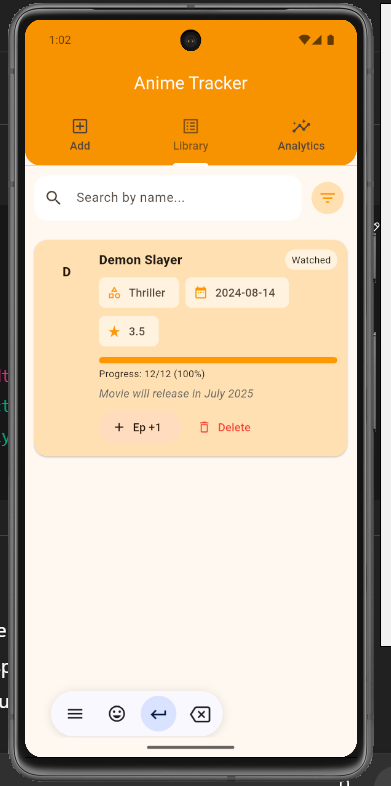 1:02
Anime Tracker
Add
Library
Analytics
Search by name...
D
Demon Slayer
Watched
Thriller
2024-08-14
3.5
Progress: 12/12 (100%)
Movie will release in July 2025
Ep +1
Delete